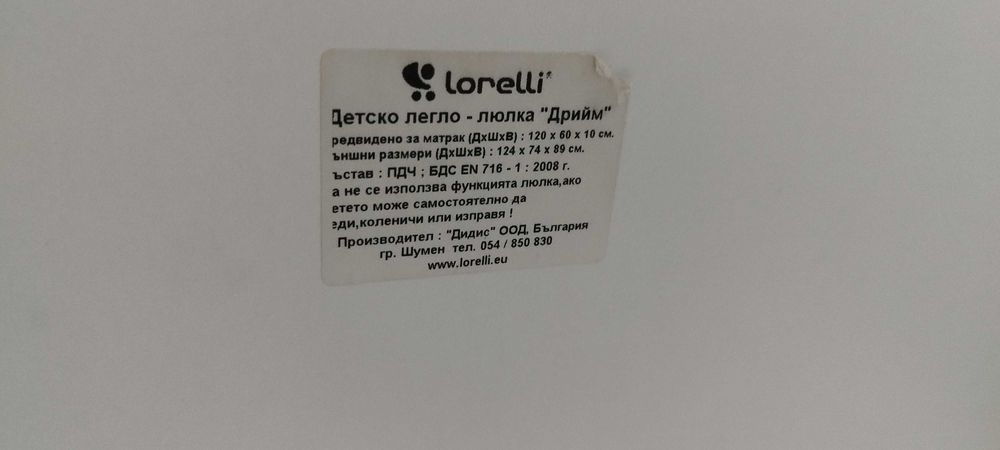 lorelli
Детско легло - люлка "Дрийм"
редвидено за матрак (ДхШхВ) : 120 х 60 х 10 см.
ъншни размери (ДхШхВ) : 124 х 74 х 89 см.
ъстав : ПДЧ ; БДС EN 716 - 1 : 2008 г.
а не се използва функцията люлка,ако
етето може самостоятелно да
еди,коленичи или изправя !
Производител : "Дидис" ООД, България
гр. Шумен тел. 054 / 850 830
www.lorelli.eu